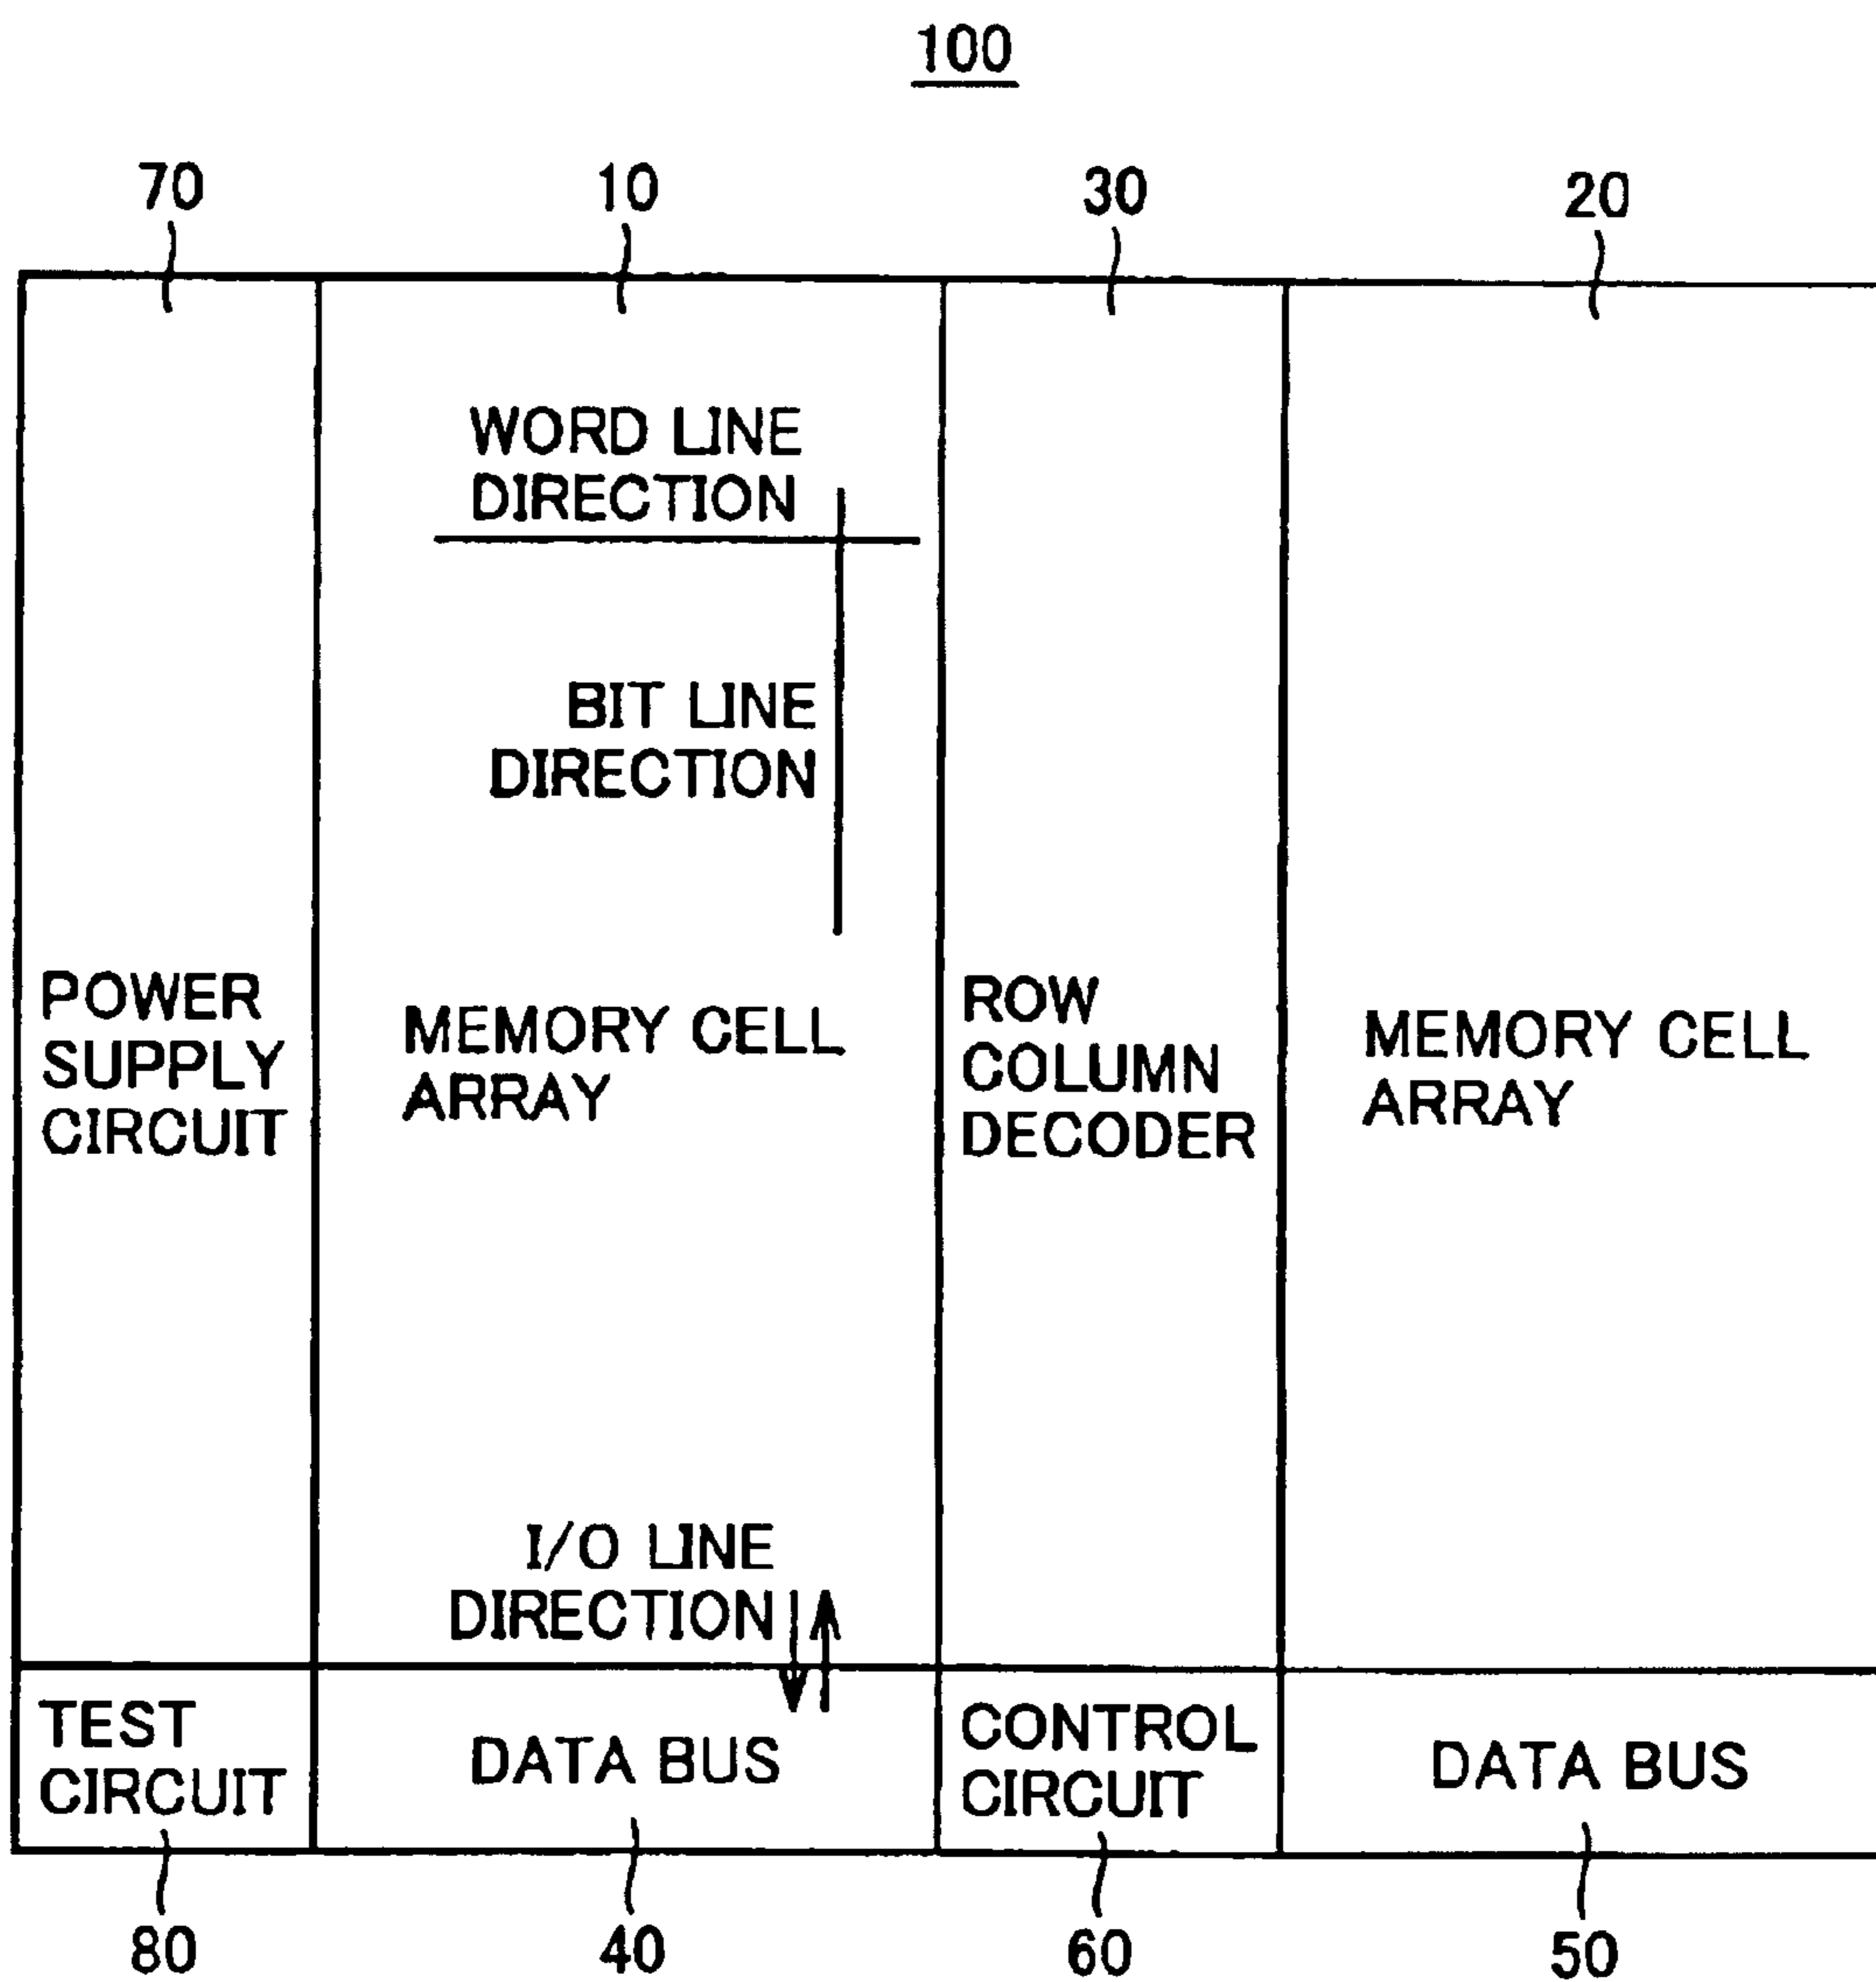 100
70
10
30
20
WORD LINE
DIRECTION
BIT LINE
DIRECTION
POWER
SUPPLY
CIRCUIT
MEMORY CELL
ARRAY
ROW
COLUMN
DECODER
MEMORY CELL
ARRAY
I/O LINE
DIRECTION
TEST
CIRCUIT
DATA BUS
CONTROL
CIRCUIT
DATA BUS
80
40
60
50